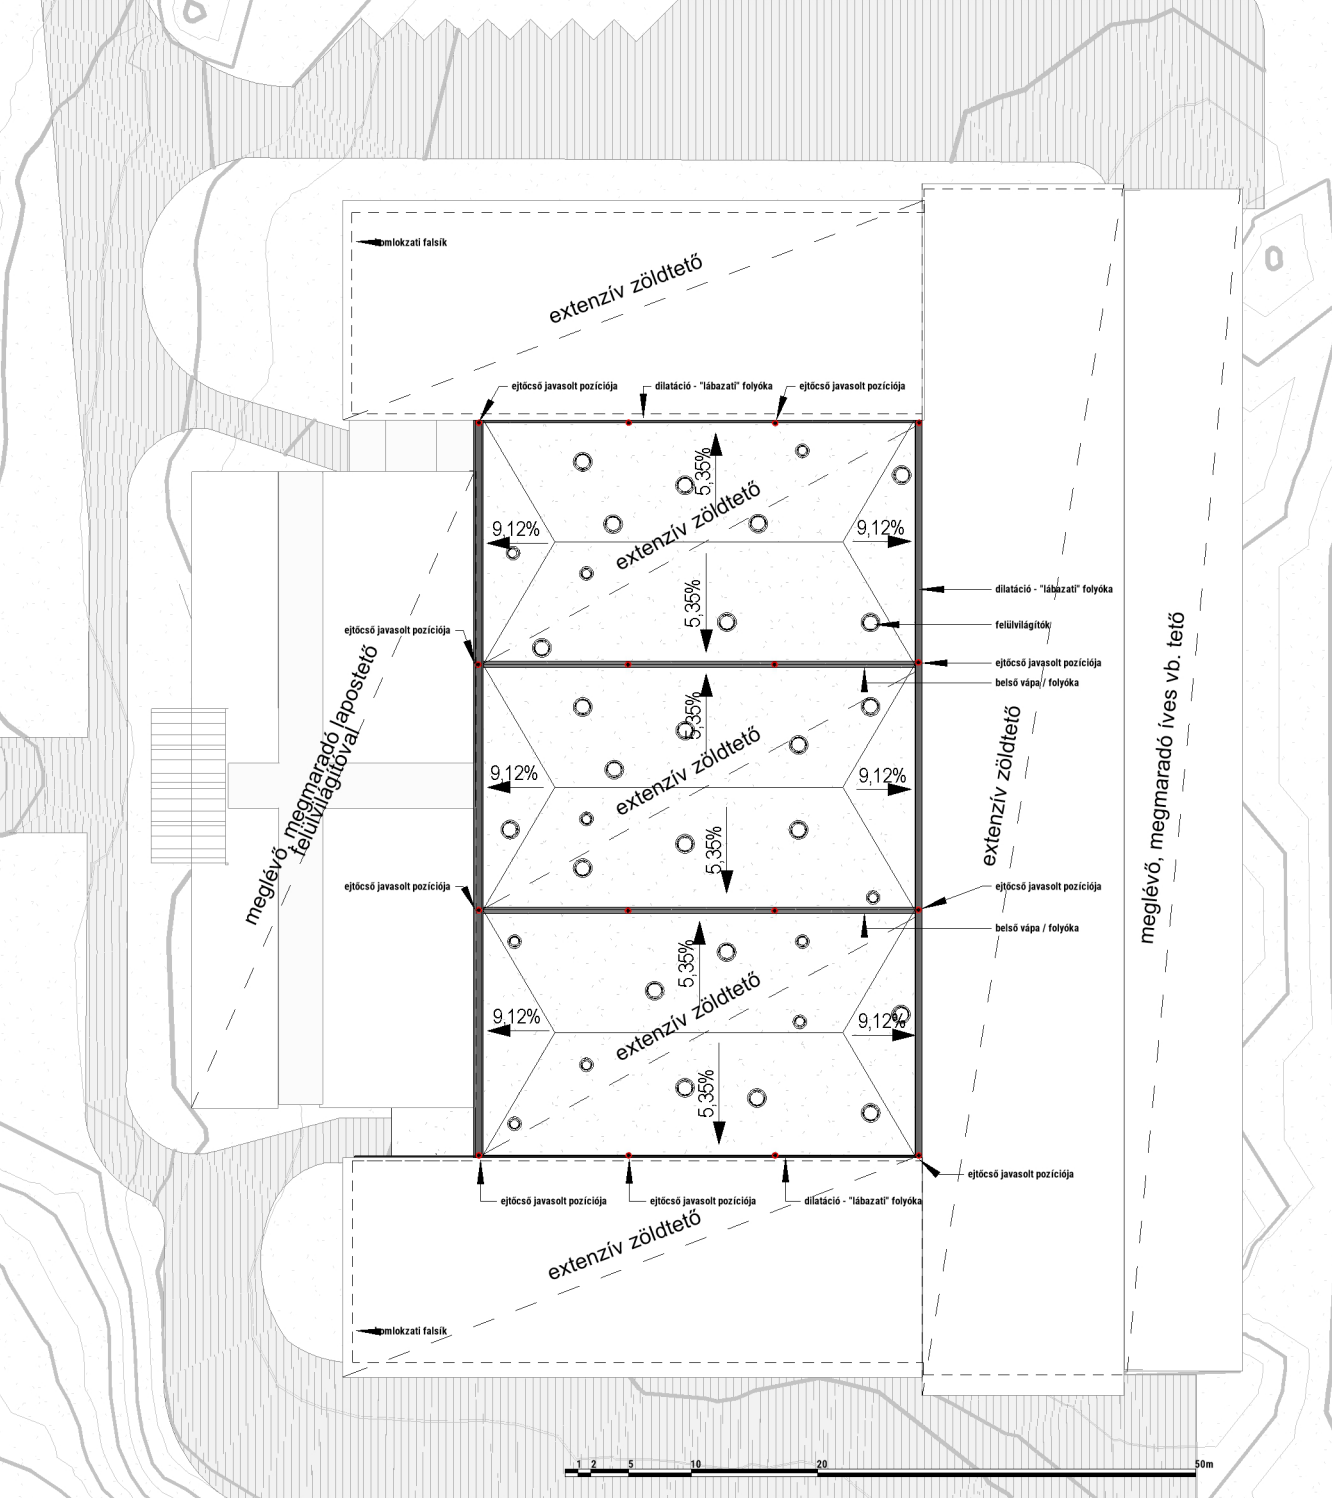 homlokzati falsík
extenzív zöldtető
ejtőcső javasolt pozíciója
dilatáció - "lábazati" folyóka
ejtőcső javasolt pozíciója
5,35%
extenzív zöldtető
9,12%
9,12%
5,35%
dilatáció - "lábazati" folyóka
felülvilágítók
ejtőcső javasolt pozíciója
ejtőcső javasolt pozíciója
belső vápa / folyóka
meglévő, megmaradó lapostető
felülvilágítóval
5,35%
extenzív zöldtető
9,12%
9,12%
5,35%
extenzív zöldtető
meglévő, megmaradó íves vb. tető
ejtőcső javasolt pozíciója
ejtőcső javasolt pozíciója
belső vápa / folyóka
5,35%
extenzív zöldtető
9,12%
9,12%
5,35%
ejtőcső javasolt pozíciója
ejtőcső javasolt pozíciója
ejtőcső javasolt pozíciója
dilatáció - "lábazati" folyóka
extenzív zöldtető
homlokzati falsík
1 2 5 10 20 50m